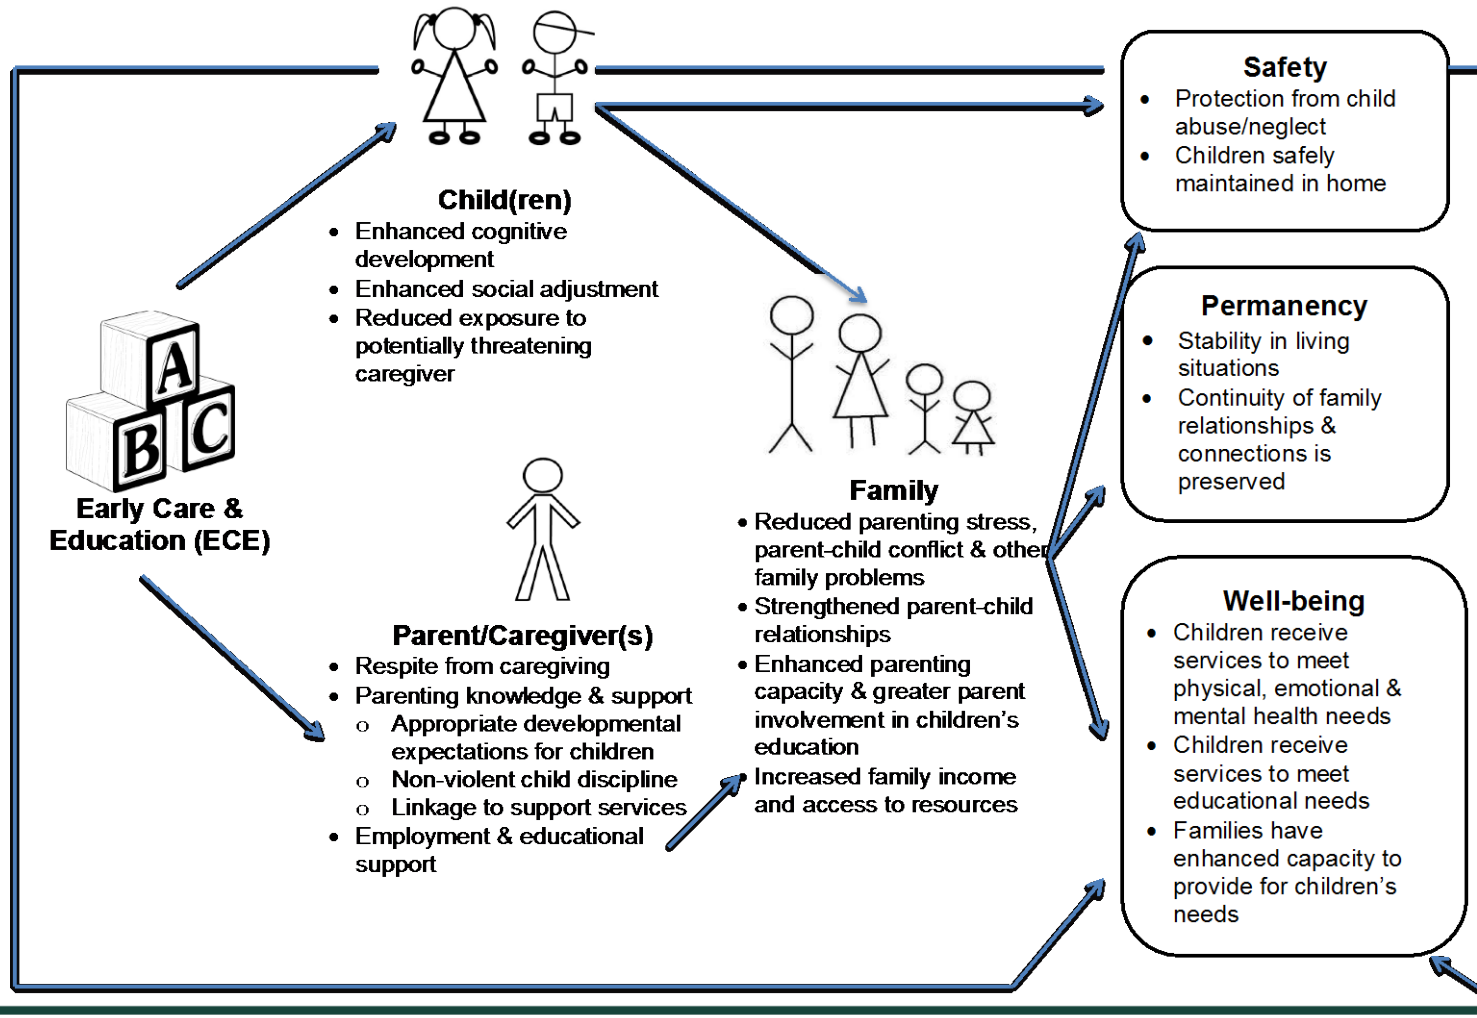 Child(ren)
• Enhanced cognitive
development
• Enhanced social adjustment
• Reduced exposure to
potentially threatening
caregiver
A
B C
Early Care &
Education (ECE)
Parent/Caregiver(s)
• Respite from caregiving
• Parenting knowledge & support
o Appropriate developmental
expectations for children
o Non-violent child discipline
o Linkage to support services
• Employment & educational
support
Family
• Reduced parenting stress,
parent-child conflict & other
family problems
• Strengthened parent-child
relationships
• Enhanced parenting
capacity & greater parent
involvement in children's
education
• Increased family income
and access to resources
Safety
• Protection from child
abuse/neglect
• Children safely
maintained in home
Permanency
• Stability in living
situations
• Continuity of family
relationships &
connections is
preserved
Well-being
• Children receive
services to meet
physical, emotional &
mental health needs
• Children receive
services to meet
educational needs
• Families have
enhanced capacity to
provide for children's
needs